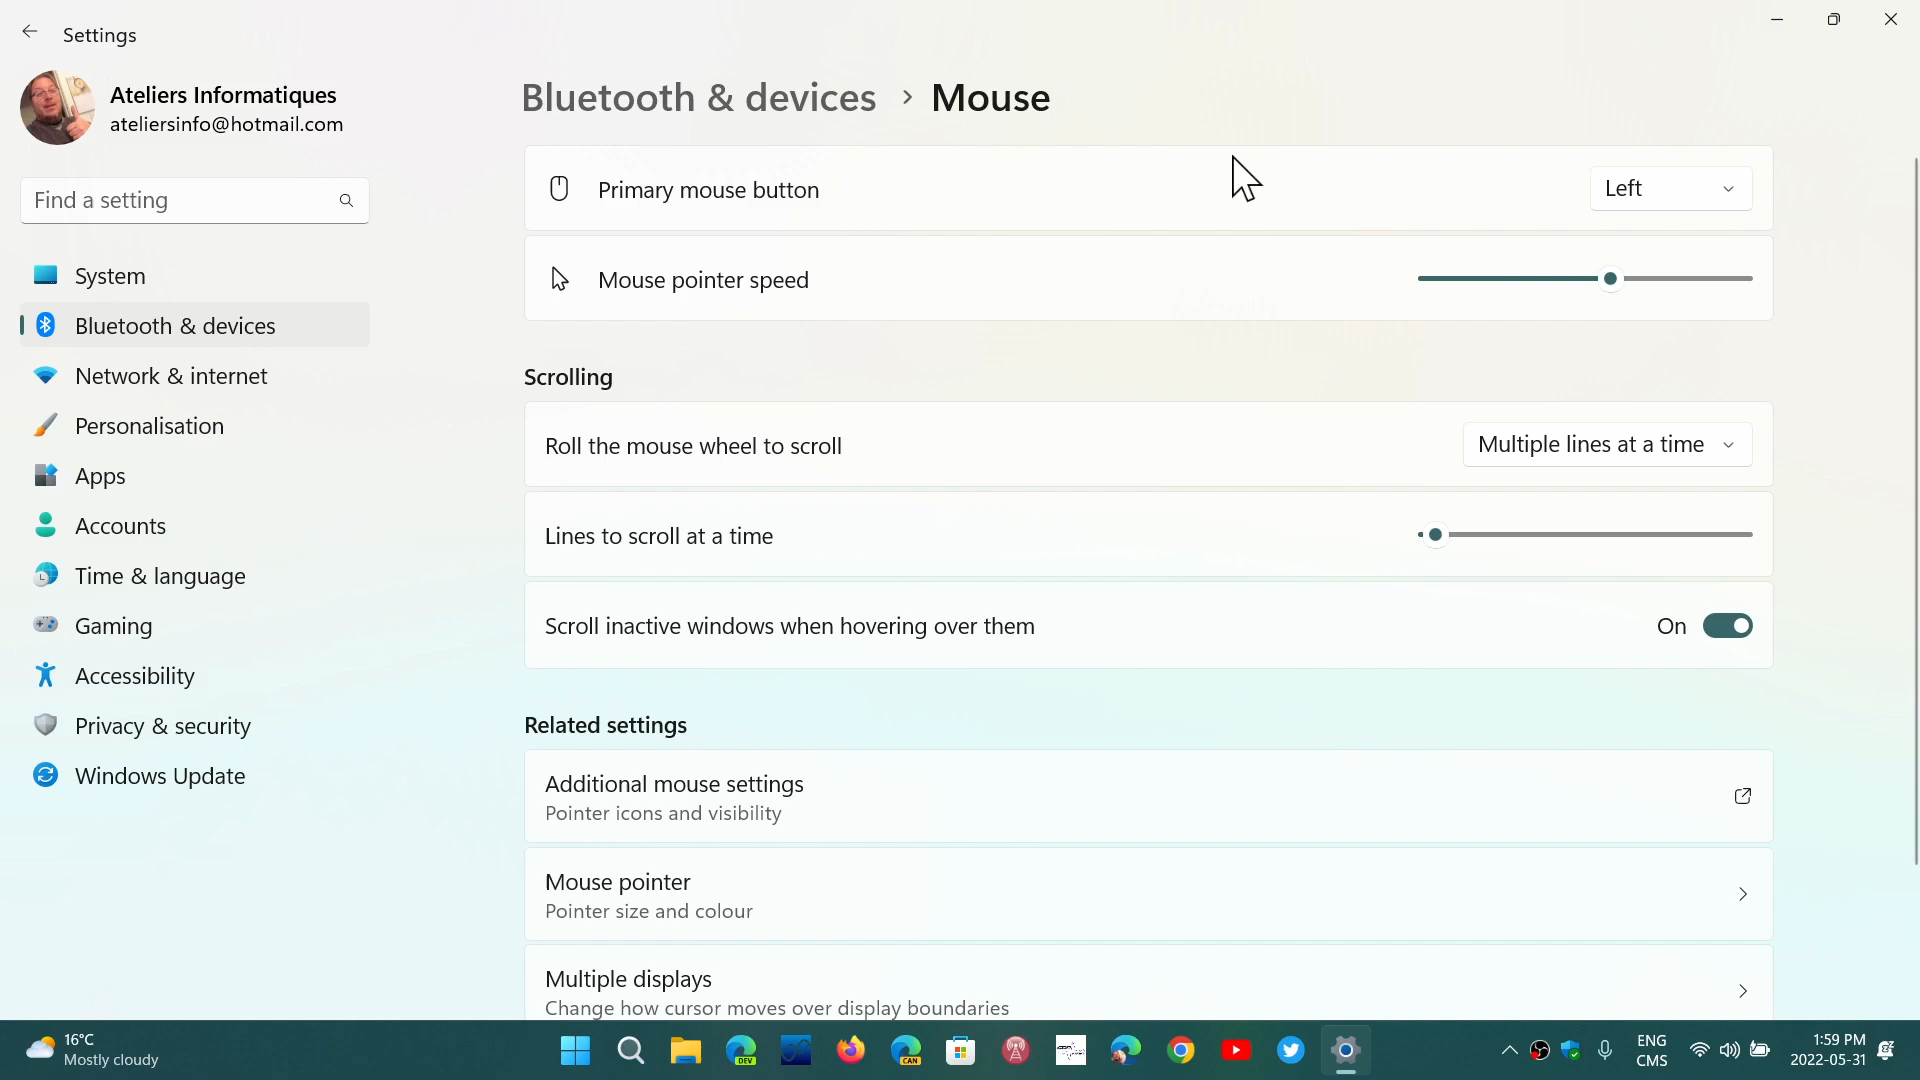 Settings
Ateliers Informatiques
ateliersinfo@hotmail.com
Find a setting
System
Bluetooth & devices
Network & internet
Personalisation
Apps
Accounts
Time & language
Gaming
Accessibility
Privacy & security
Windows Update
Bluetooth & devices > Mouse
Primary mouse button
Left
Mouse pointer speed
Scrolling
Roll the mouse wheel to scroll
Multiple lines at a time
Lines to scroll at a time
Scroll inactive windows when hovering over them
On
Related settings
Additional mouse settings
Pointer icons and visibility
Mouse pointer
Pointer size and colour
Multiple displays
Change how cursor moves over display boundaries
16°C
Mostly cloudy
DEV
CAN
ENG
CMS
1:59 PM
2022-05-31